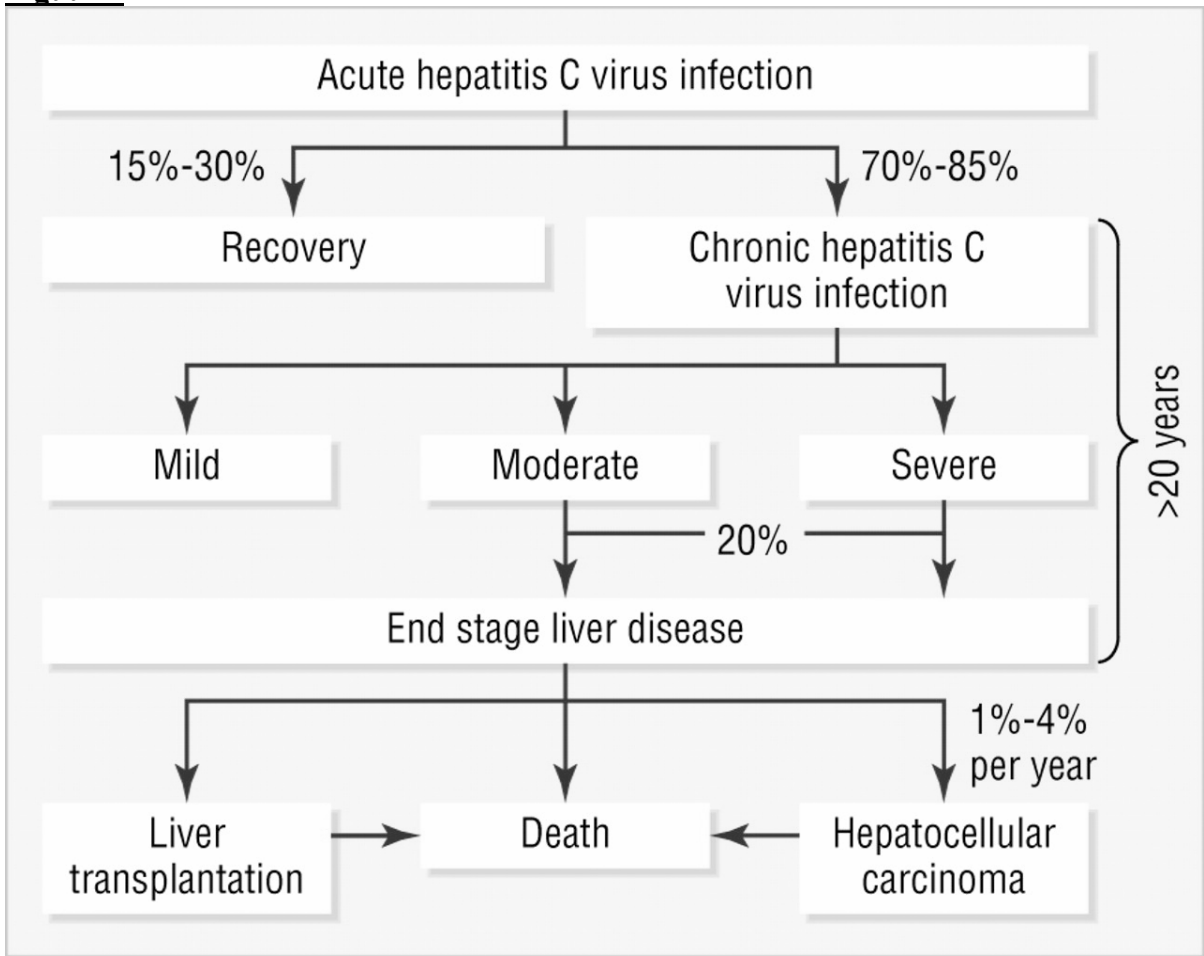 Acute hepatitis C virus infection
15%-30%
70%-85%
Recovery
Chronic hepatitis C
virus infection
>20 years
Mild
Moderate
Severe
20%
End stage liver disease
1%-4%
per year
Liver
transplantation
Death
Hepatocellular
carcinoma